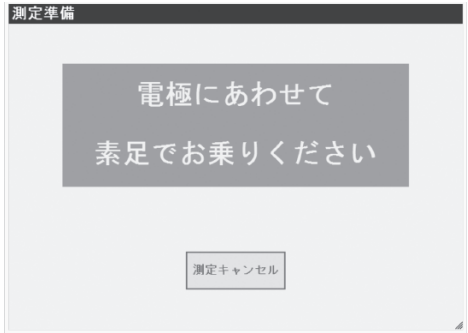 測定準備
電極にあわせて
素足でお乗りください
測定キャンセル